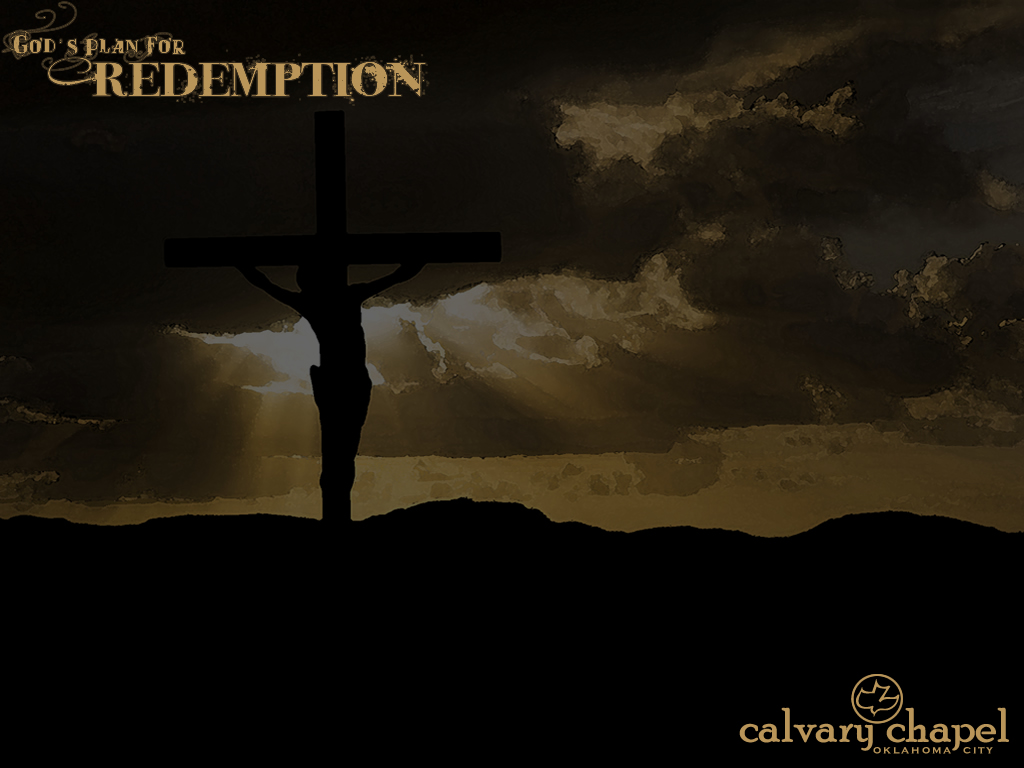 God's plan for
REDEMPTION
calvary chapel
OKLAHOMA CITY